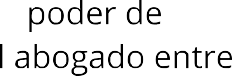 poder de
abogado entre